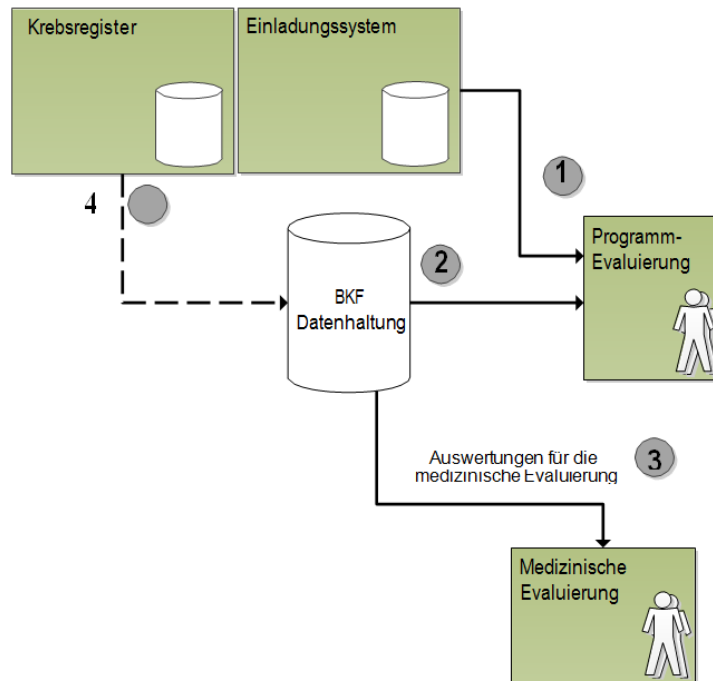 Krebsregister
Einladungssystem
1
4
Programm-
Evaluierung
2
BKF
Datenhaltung
Auswertungen für die
medizinische Evaluierung
3
Medizinische
Evaluierung